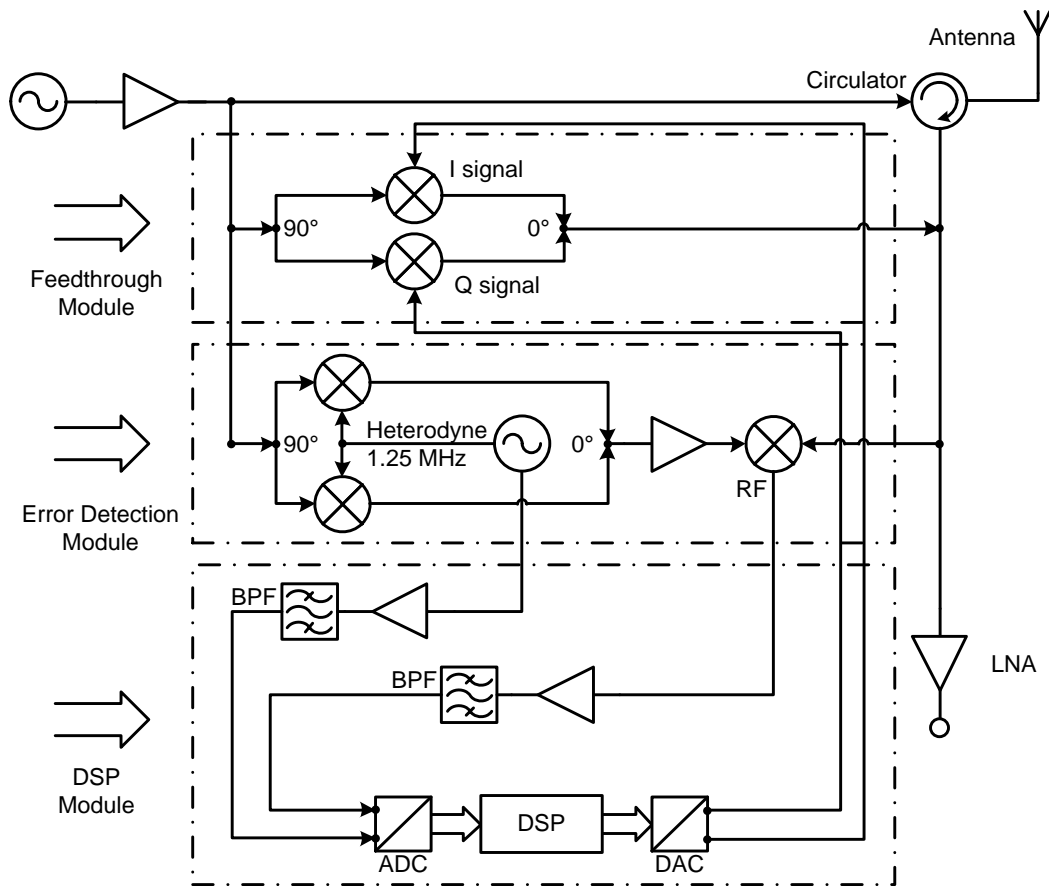 Antenna
Circulator
I signal
90°
0°
Q signal
Feedthrough
Module
Heterodyne
1.25 MHz
90°
0°
RF
Error Detection
Module
BPF
BPF
LNA
DSP
Module
DSP
ADC
DAC